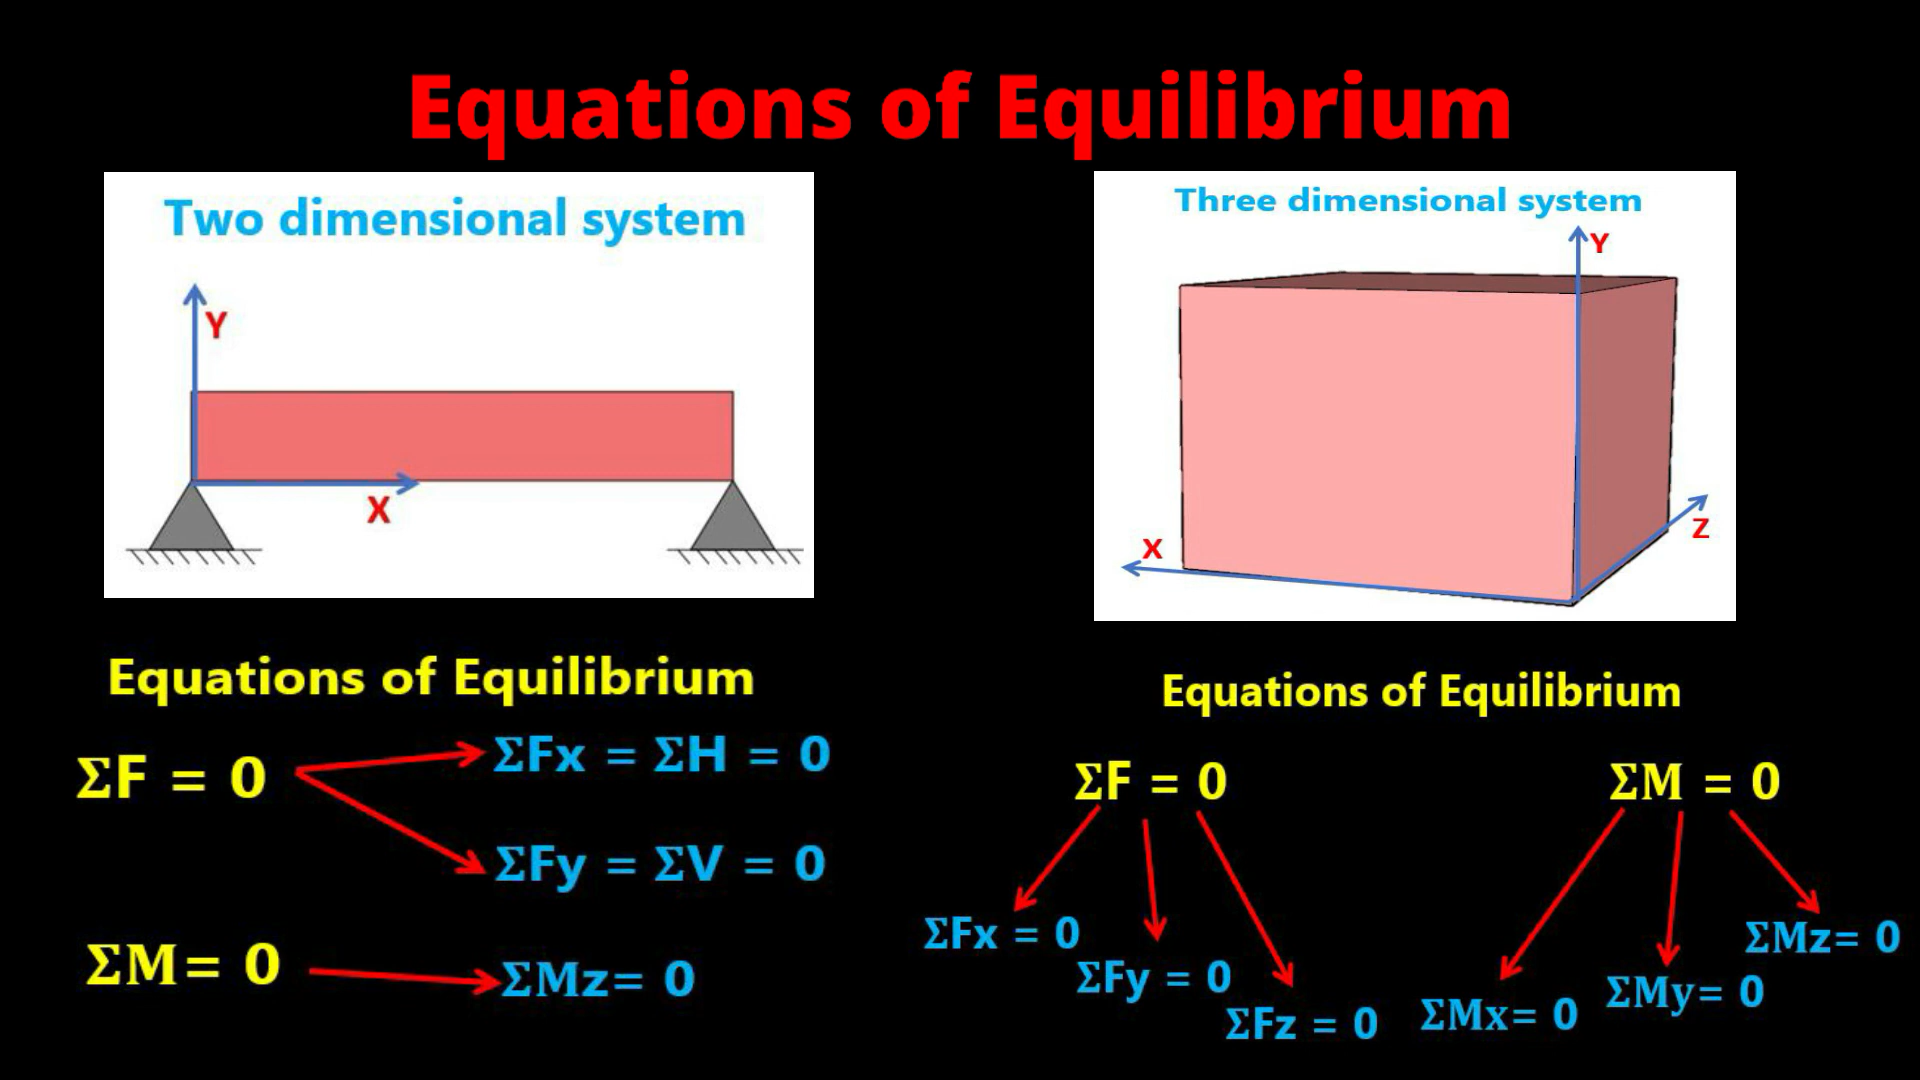 Equations of Equilibrium
Two dimensional system
Y
X
Equations of Equilibrium
ΣF = 0
ΣFx = ΣH = 0
ΣFy = ΣV = 0
ΣM= 0
ΣMz= 0
Three dimensional system
Y
X
Z
Equations of Equilibrium
ΣF = 0
ΣM = 0
ΣFx = 0
ΣFy = 0
ΣFz = 0
ΣMx= 0
ΣMy= 0
ΣMz= 0